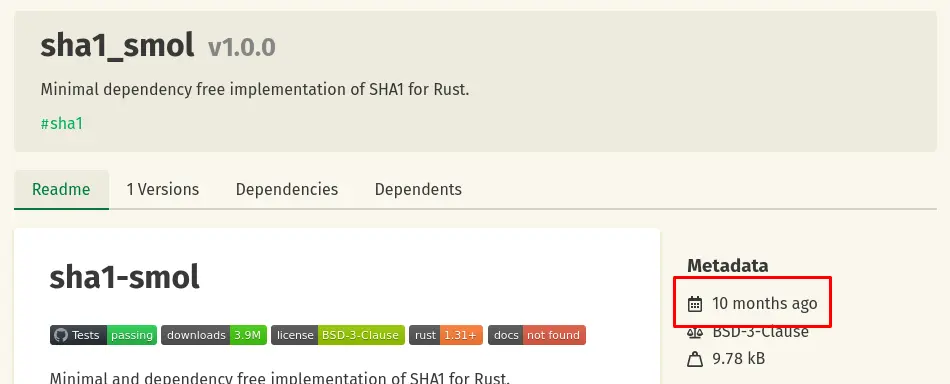 sha1_smol v1.0.0
Minimal dependency free implementation of SHA1 for Rust.
#sha1
Readme 1 Versions Dependencies Dependents
sha1-smol
Tests passing downloads 3.9M license BSD-3-Clause rust 1.31+ docs not found
Minimal and dependency free implementation of SHA1 for Rust.
Metadata
10 months ago
BSD-3-Clause
9.78 kB